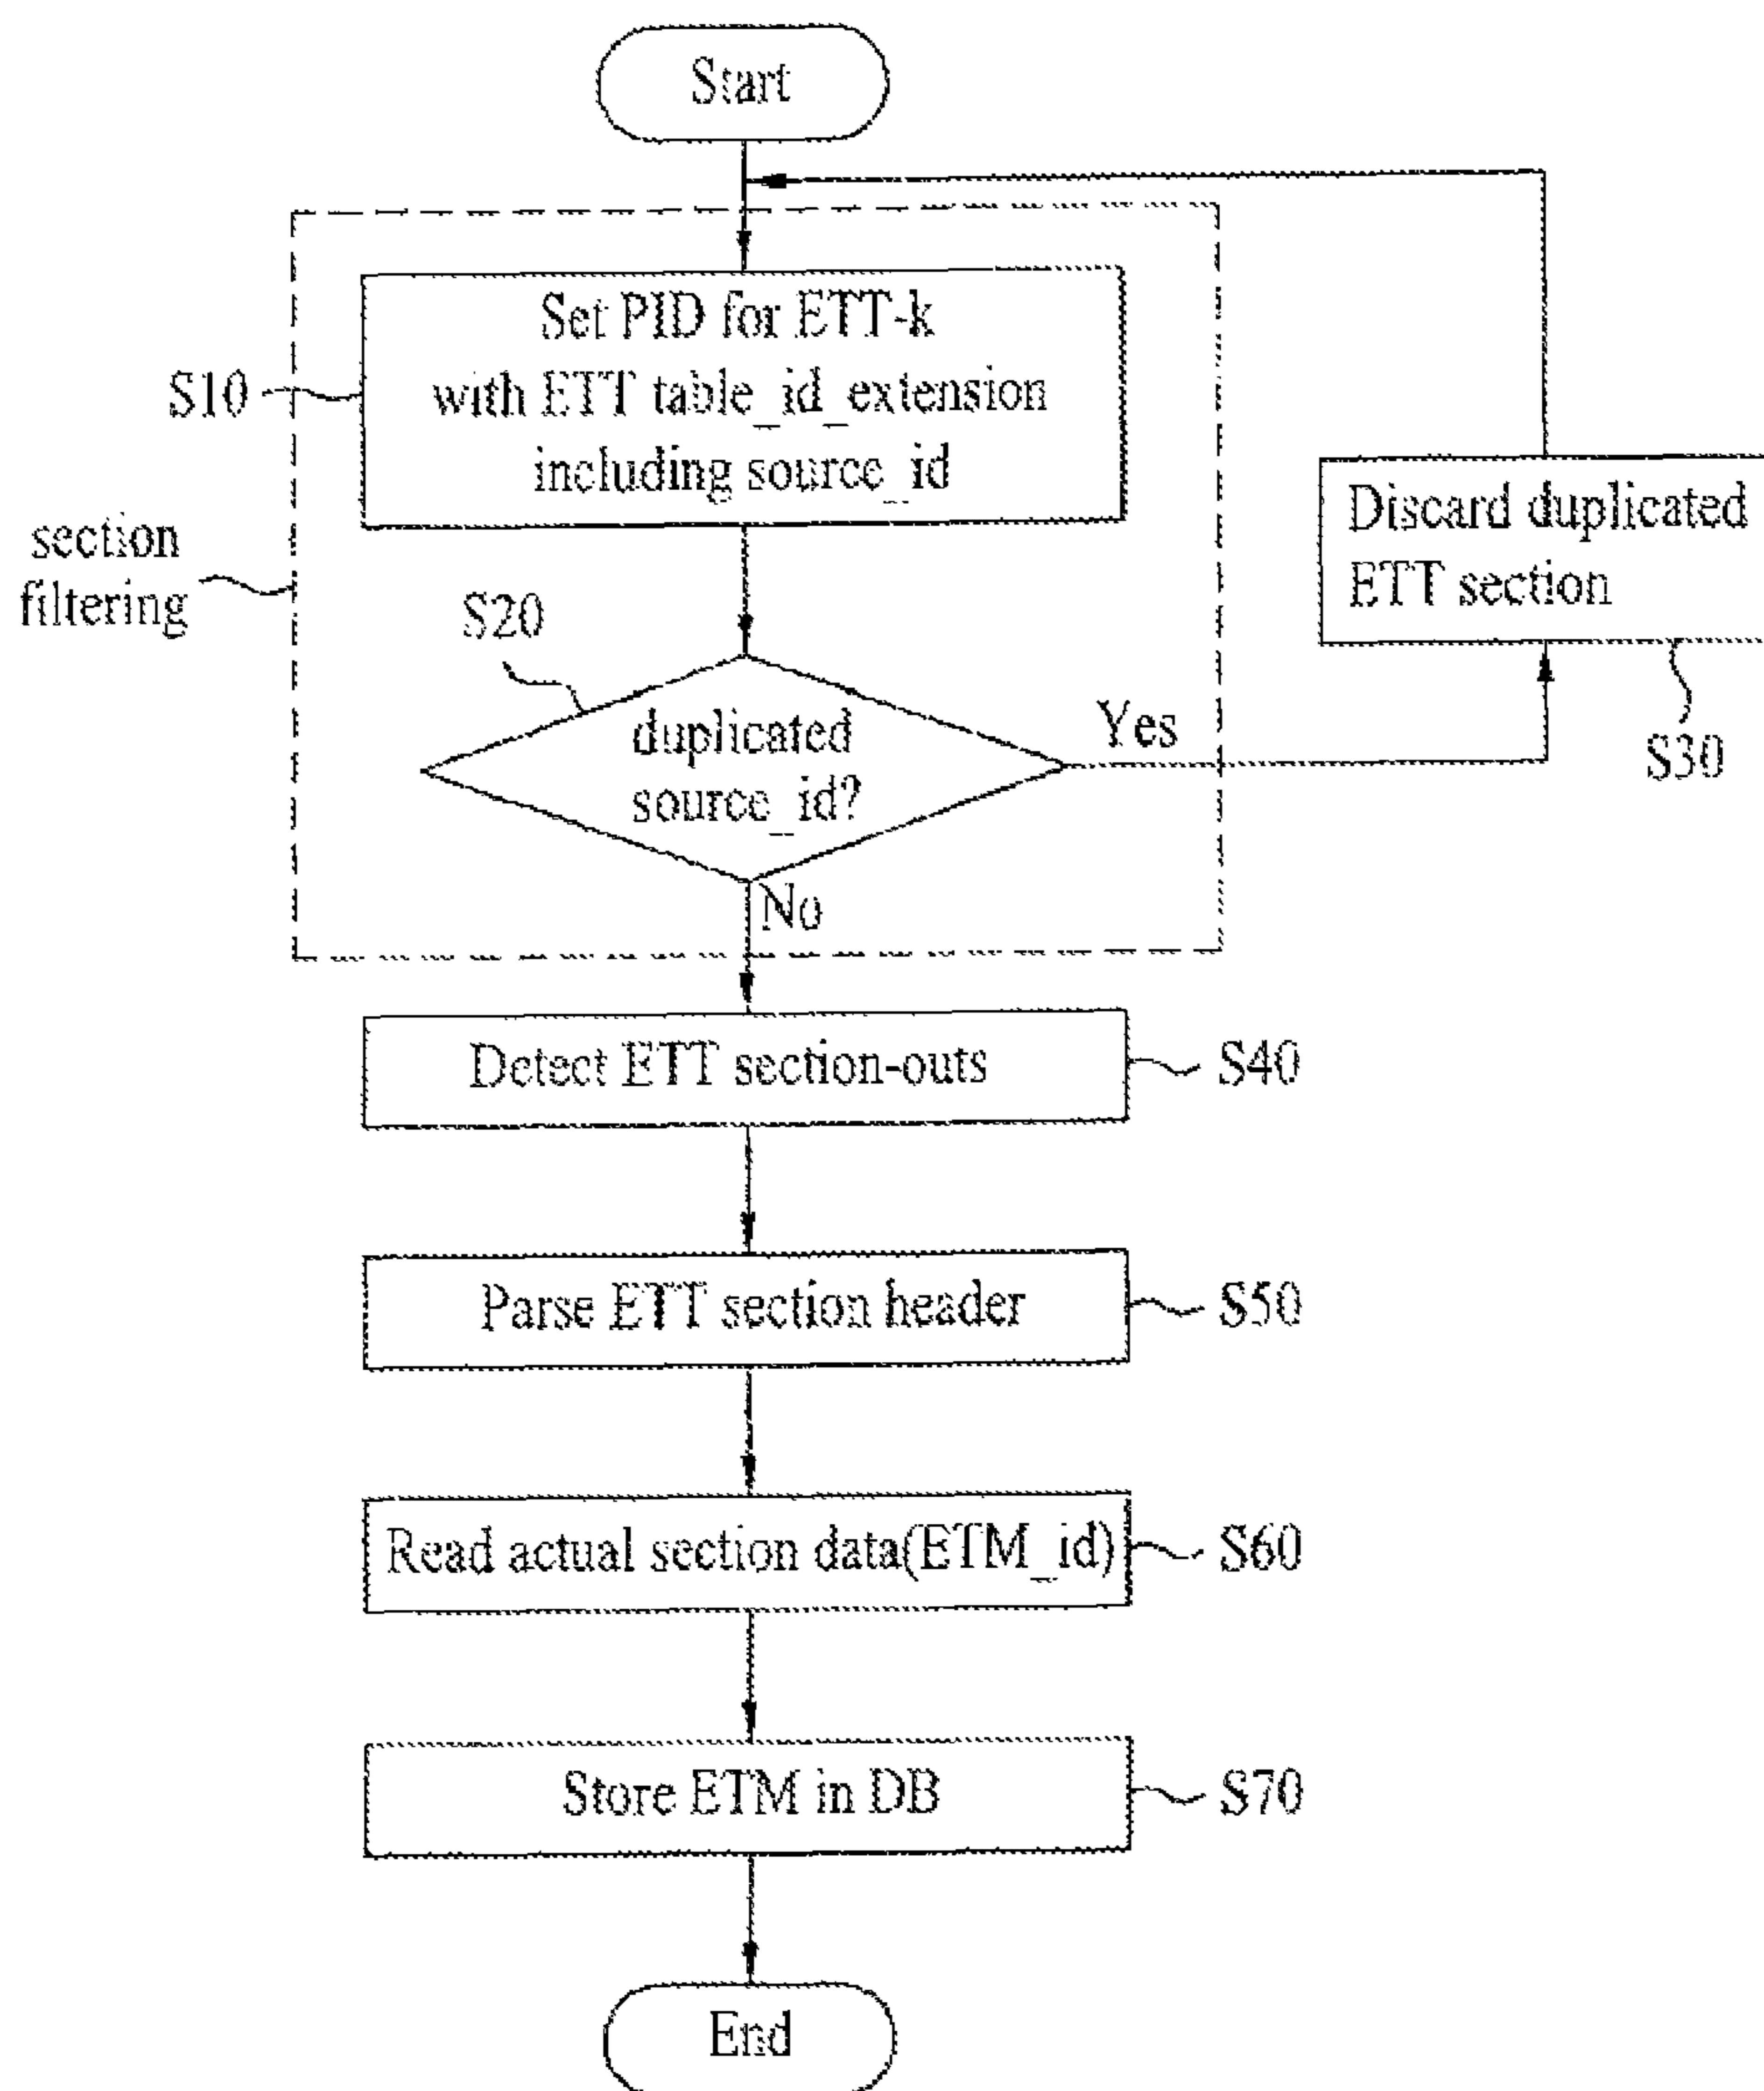 Start
Set PID for ETT-k
with ETT table_id_extension
including source_id
S10
section
filtering
Discard duplicated
ETT section
S30
S20
duplicated
source_id?
Yes
No
Detect ETT section-outs
S40
Parse ETT section header
S50
Read actual section data(ETM_id)
S60
Store ETM in DB
S70
End